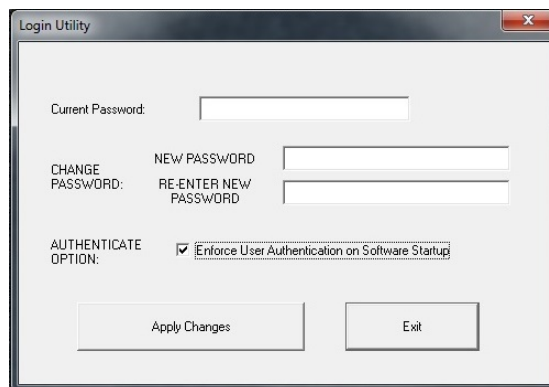 Login Utility
Current Password:
CHANGE
PASSWORD:
NEW PASSWORD
RE-ENTER NEW
PASSWORD
AUTHENTICATE
OPTION:
Enforce User Authentication on Software Startup
Apply Changes
Exit